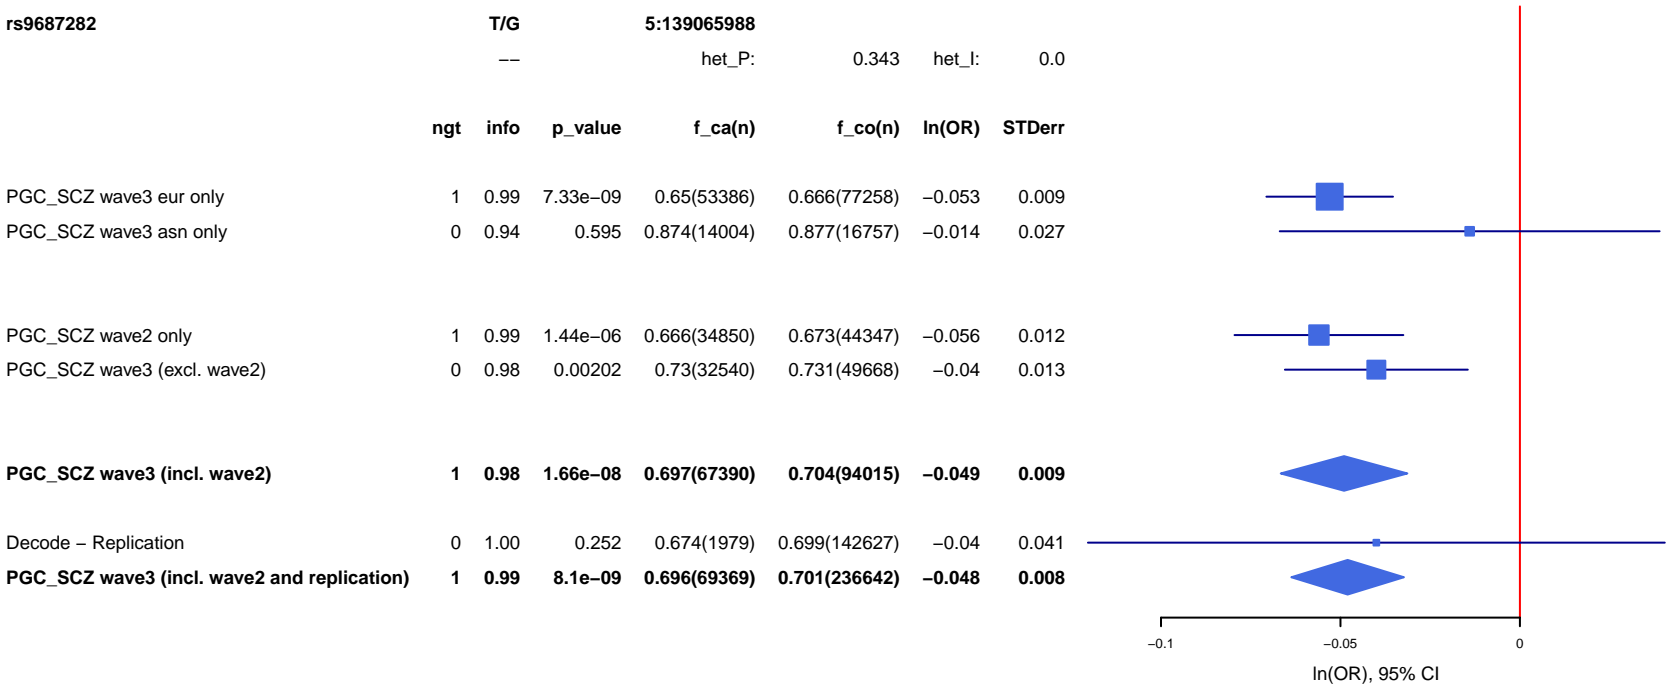 rs9687282 T/G 5:139065988
−− het_P: 0.343 het_I: 0.0
ngt info p_value f_ca(n) f_co(n) ln(OR) STDerr
PGC_SCZ wave3 eur only 1 0.99 7.33e−09 0.65(53386) 0.666(77258) −0.053 0.009
PGC_SCZ wave3 asn only 0 0.94 0.595 0.874(14004) 0.877(16757) −0.014 0.027
PGC_SCZ wave2 only 1 0.99 1.44e−06 0.666(34850) 0.673(44347) −0.056 0.012
PGC_SCZ wave3 (excl. wave2) 0 0.98 0.00202 0.73(32540) 0.731(49668) −0.04 0.013
PGC_SCZ wave3 (incl. wave2) 1 0.98 1.66e−08 0.697(67390) 0.704(94015) −0.049 0.009
Decode − Replication 0 1.00 0.252 0.674(1979) 0.699(142627) −0.04 0.041
PGC_SCZ wave3 (incl. wave2 and replication) 1 0.99 8.1e−09 0.696(69369) 0.701(236642) −0.048 0.008
−0.1 −0.05 0
ln(OR), 95% CI